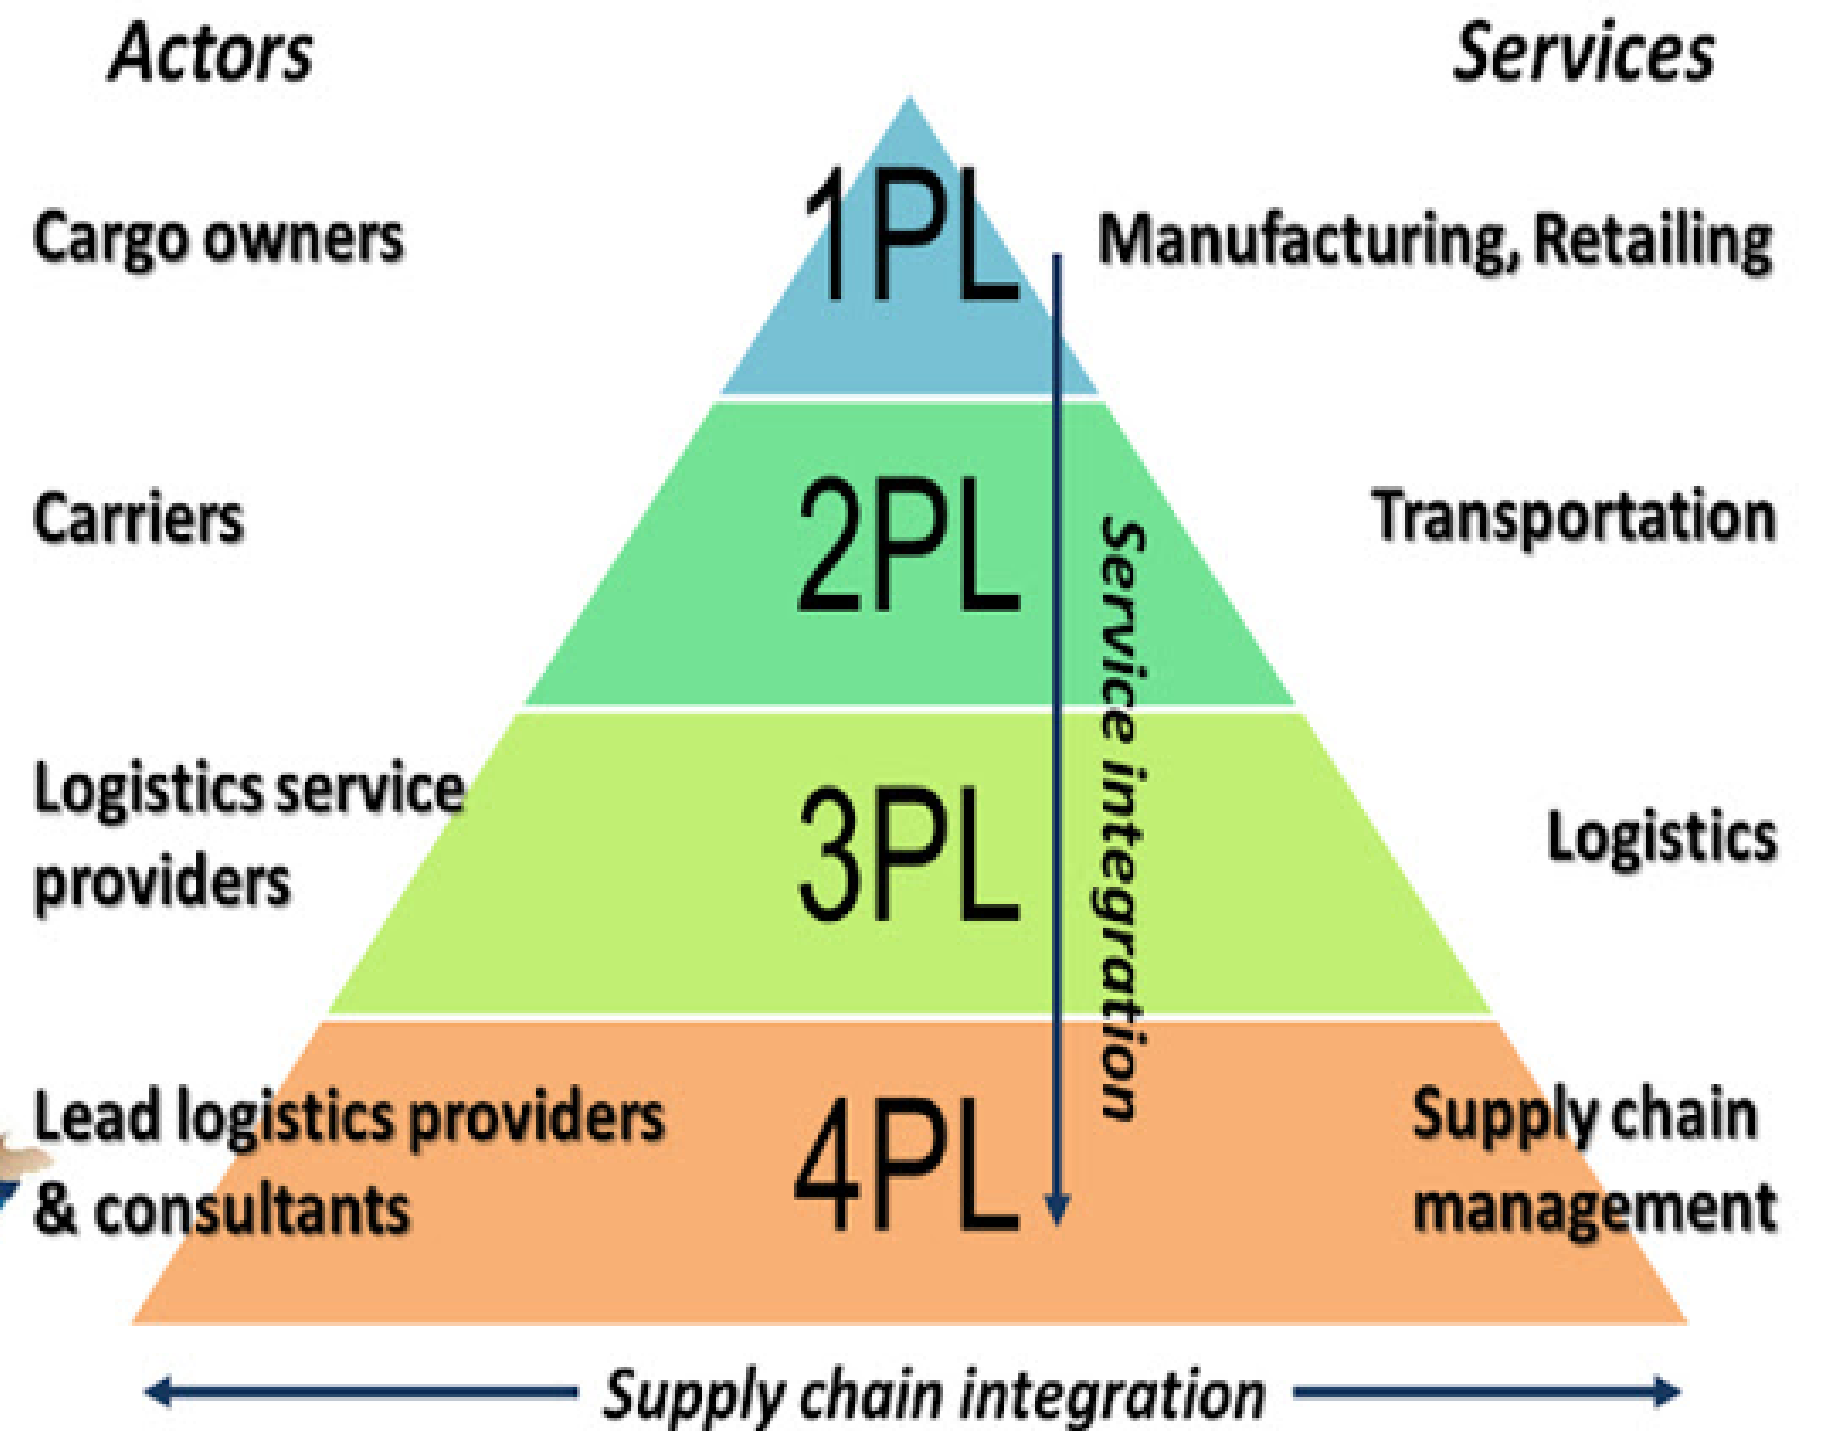 Actors
Services
Cargo owners
1PL
Manufacturing, Retailing
Carriers
2PL
Transportation
Service integration
Logistics service
providers
3PL
Logistics
Lead logistics providers
& consultants
4PL
Supply chain
management
Supply chain integration